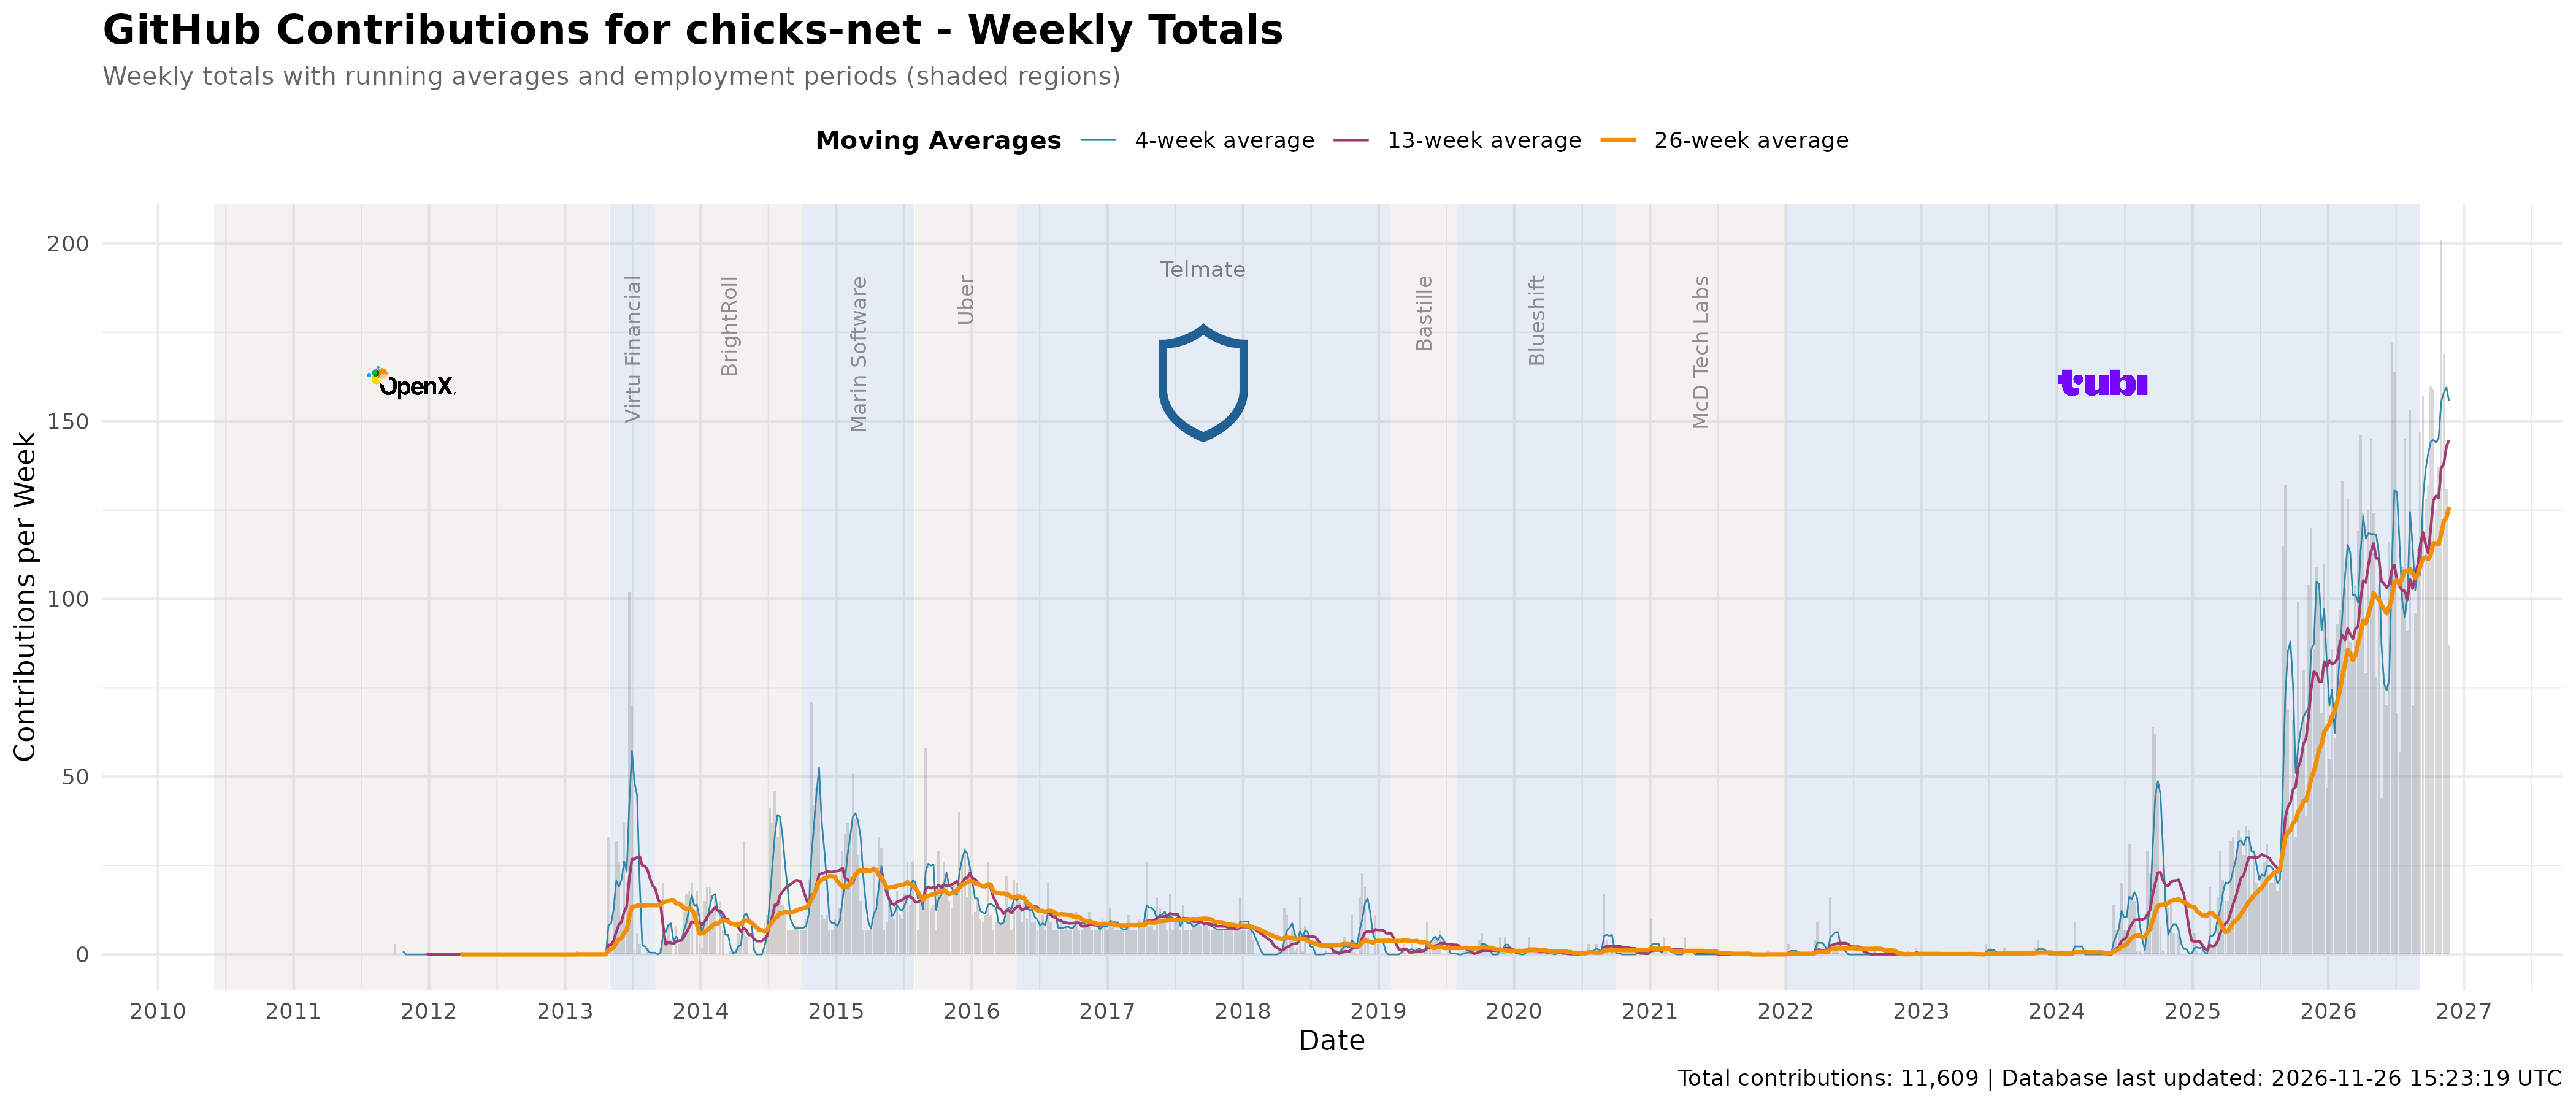 GitHub Contributions for chicks-net - Weekly Totals
Weekly totals with running averages and employment periods (shaded regions)
Moving Averages 4-week average 13-week average 26-week average
Contributions per Week
200
150
100
50
0
OpenX
Virtu Financial
BrightRoll
Marin Software
Uber
Telmate
Bastille
Blueshift
McD Tech Labs
tubi
2010 2011 2012 2013 2014 2015 2016 2017 2018 2019 2020 2021 2022 2023 2024 2025 2026 2027
Date
Total contributions: 11,609 | Database last updated: 2026-11-26 15:23:19 UTC